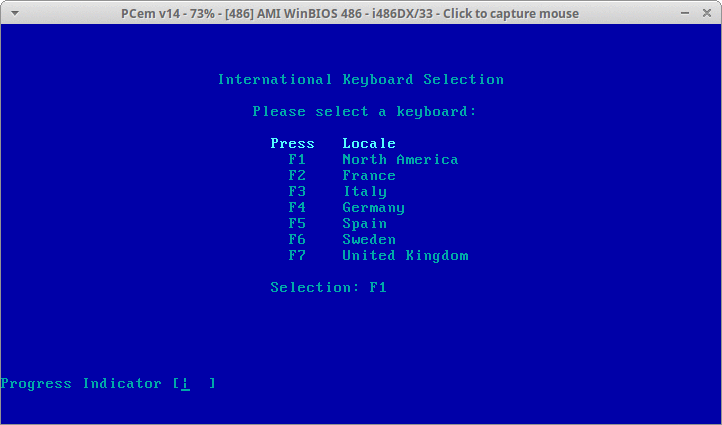 PCem v14 - 73% - [486] AMI WinBIOS 486 - i486DX/33 - Click to capture mouse
International Keyboard Selection
Please select a keyboard:
Press Locale
F1 North America
F2 France
F3 Italy
F4 Germany
F5 Spain
F6 Sweden
F7 United Kingdom
Selection: F1
Progress Indicator [¦ ]